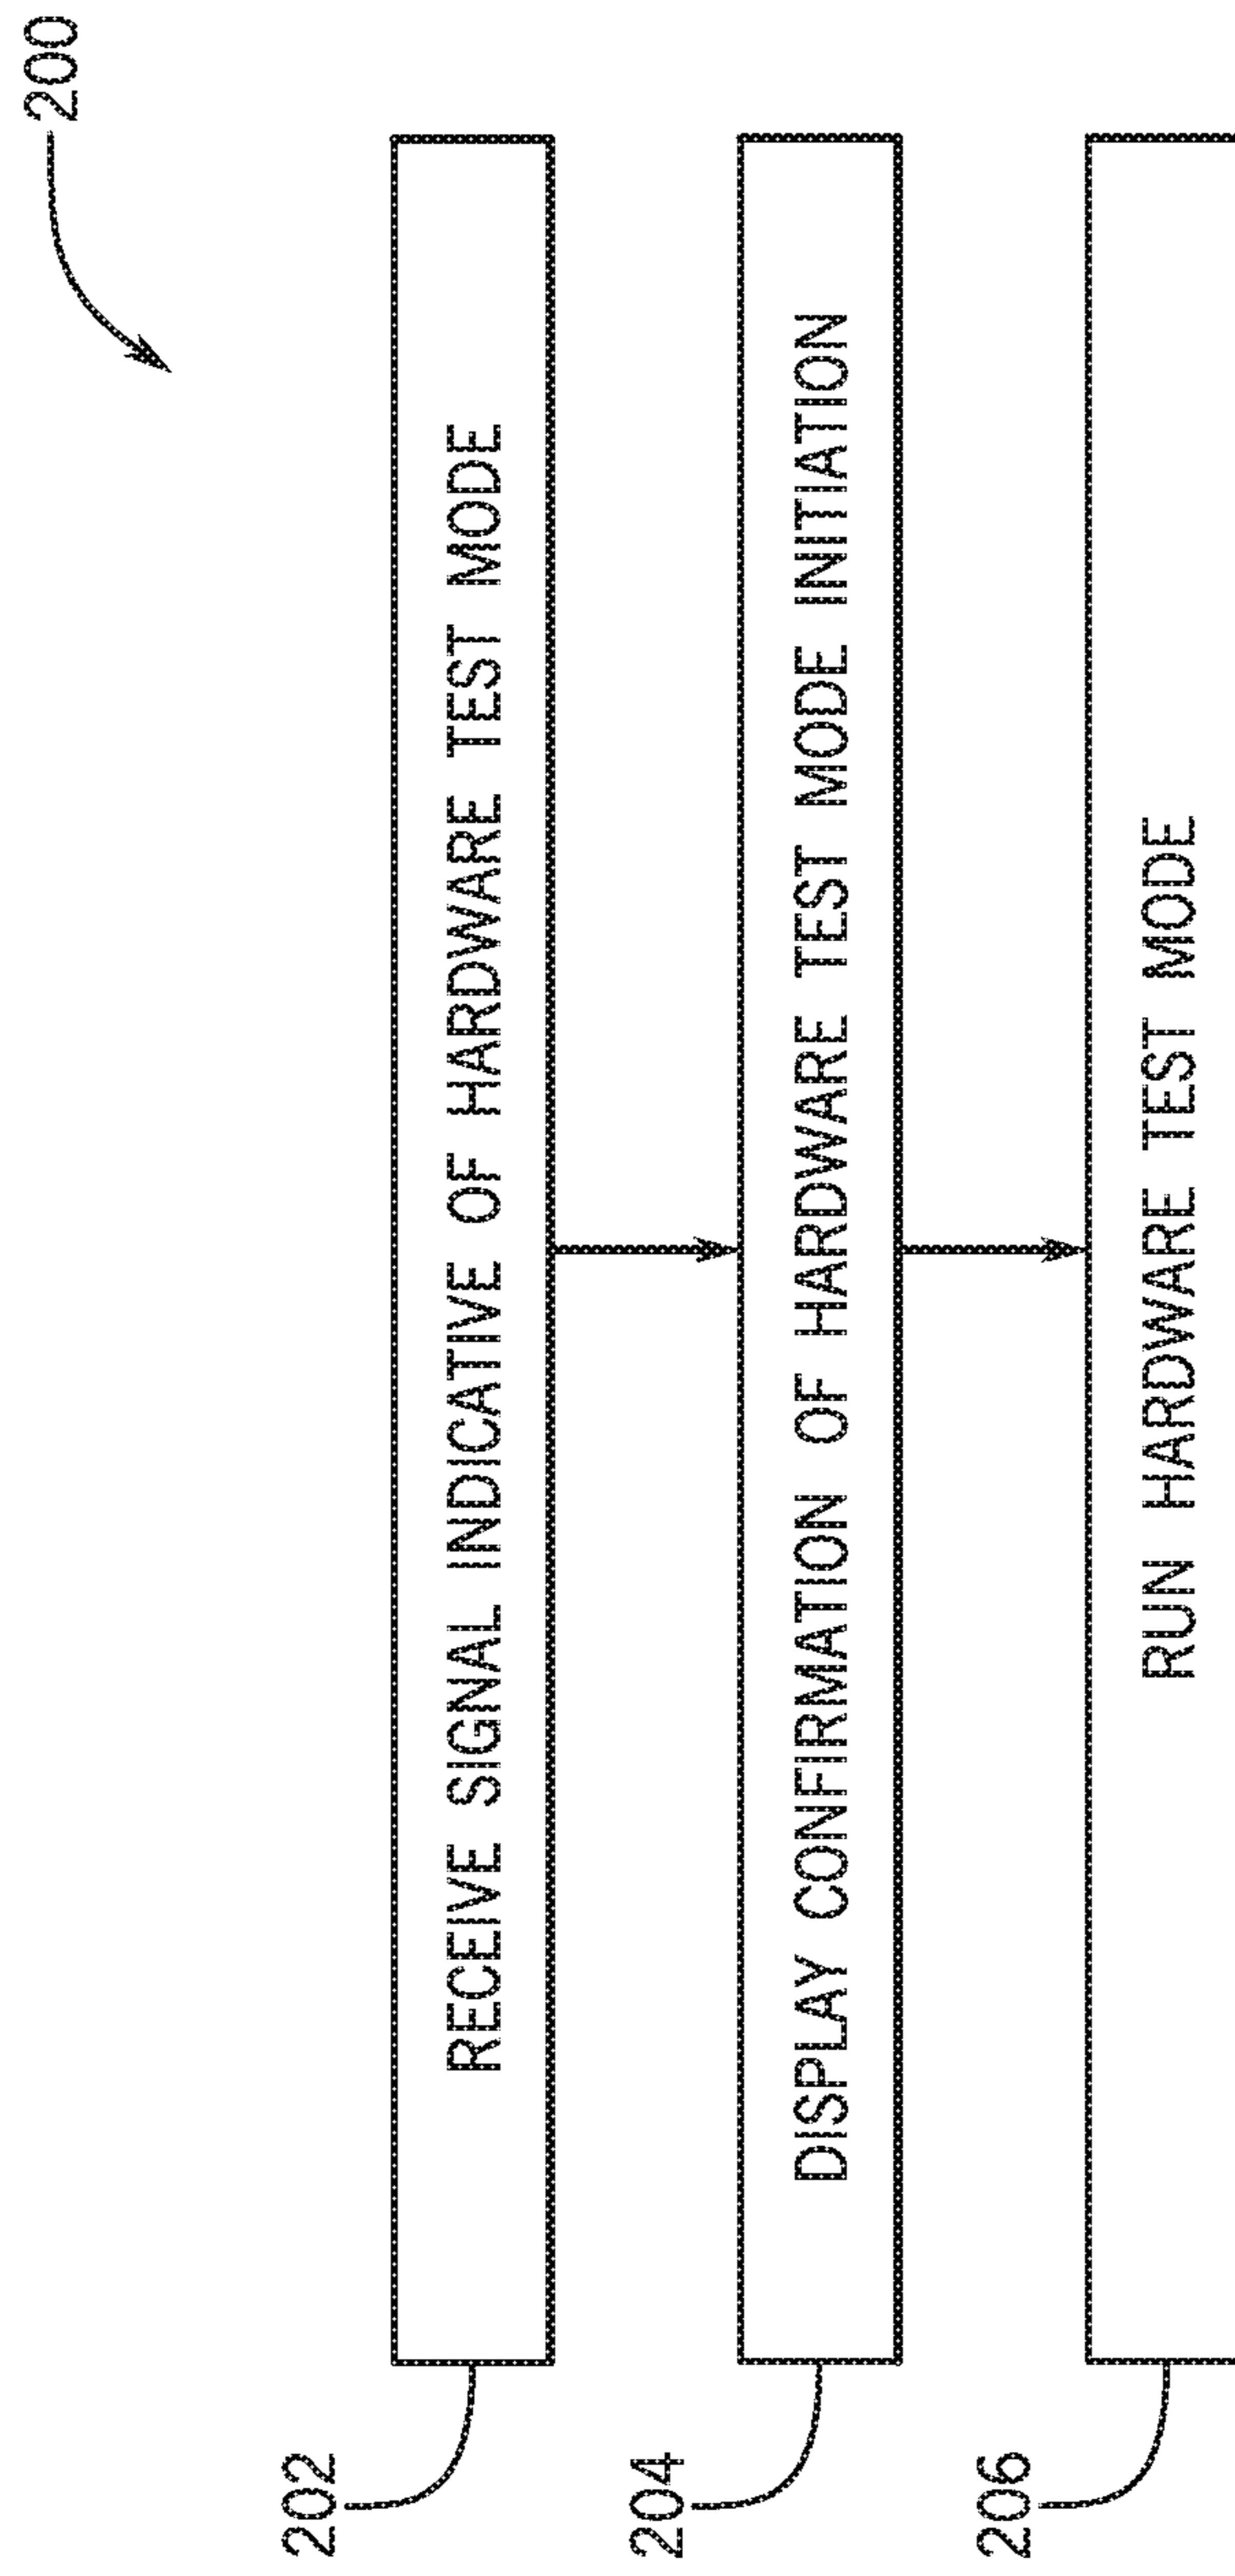 200
202
RECEIVE SIGNAL INDICATIVE OF HARDWARE TEST MODE
204
DISPLAY CONFIRMATION OF HARDWARE TEST MODE INITIATION
206
RUN HARDWARE TEST MODE